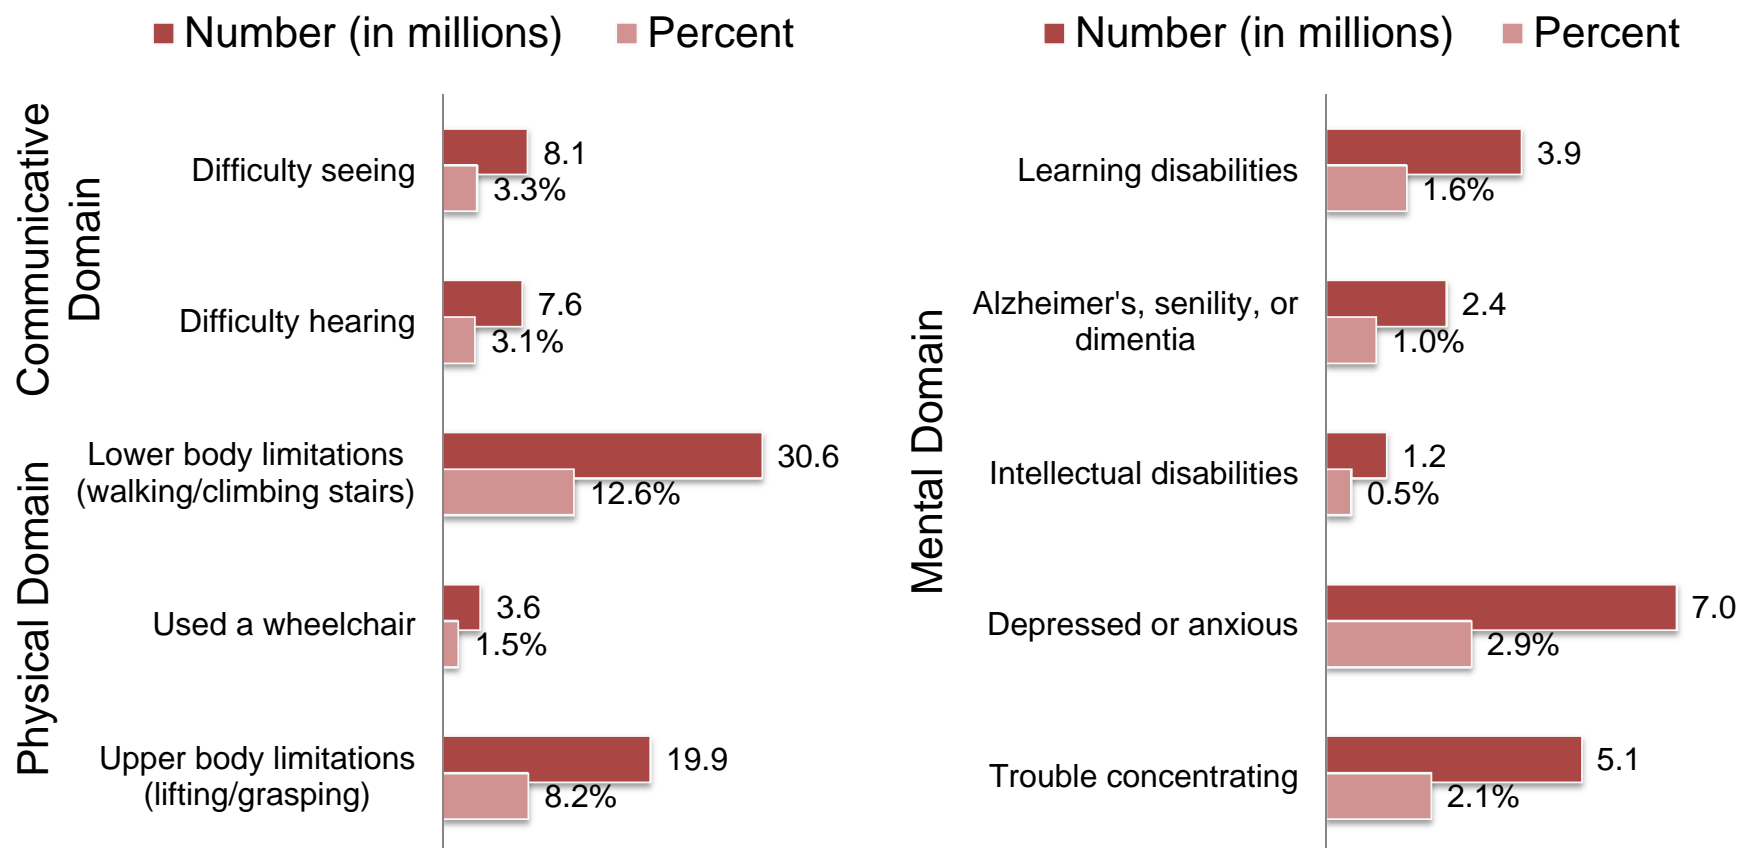 Number (in millions)
Percent
Communicative
Domain
Difficulty seeing
8.1
3.3%
Difficulty hearing
7.6
3.1%
Physical Domain
Lower body limitations
(walking/climbing stairs)
30.6
12.6%
Used a wheelchair
3.6
1.5%
Upper body limitations
(lifting/grasping)
19.9
8.2%
Number (in millions)
Percent
Mental Domain
Learning disabilities
3.9
1.6%
Alzheimer's, senility, or
dimentia
2.4
1.0%
Intellectual disabilities
1.2
0.5%
Depressed or anxious
7.0
2.9%
Trouble concentrating
5.1
2.1%